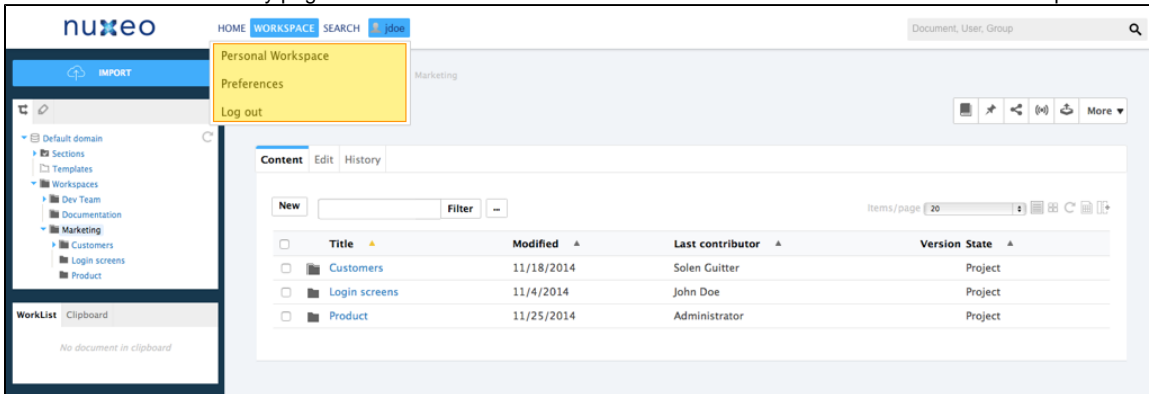 nuxeo HOME WORKSPACE SEARCH jdoe Document, User, Group
Personal Workspace
IMPORT Marketing
Preferences
Log out
More
Default domain
Sections
Templates
Workspaces
Dev Team
Documentation
Marketing
Customers
Login screens
Product
Content Edit History
New Filter ... Items/page 20
Title Modified Last contributor Version State
Customers 11/18/2014 Solen Guitter Project
Login screens 11/4/2014 John Doe Project
Product 11/25/2014 Administrator Project
WorkList Clipboard
No document in clipboard